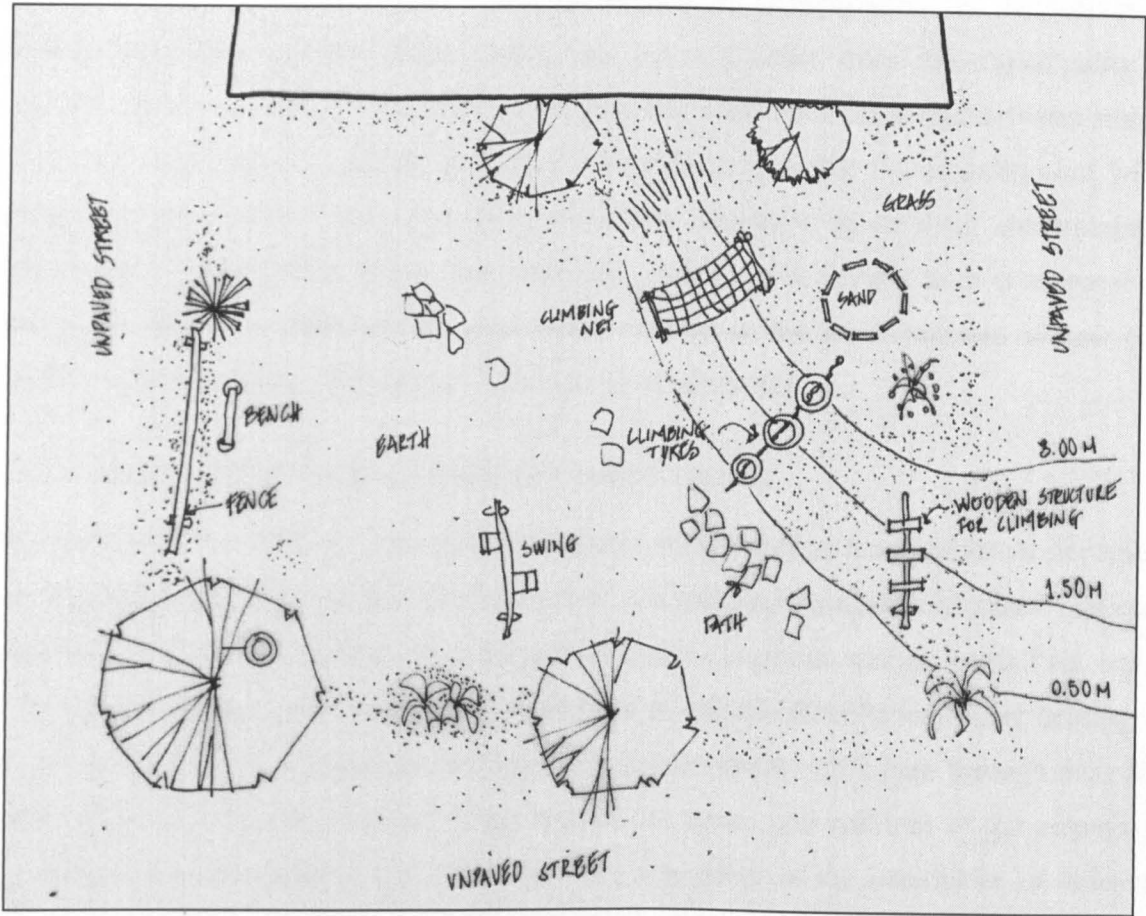 UNPAVED STREET
GRASS
UNPAVED STREET
CLIMBING
NET
SAND
BENCH
EARTH
CLIMBING
TYRES
3.00 M
FENCE
WOODEN STRUCTURE
FOR CLIMBING
SWING
1.50 M
PATH
0.50 M
UNPAVED STREET